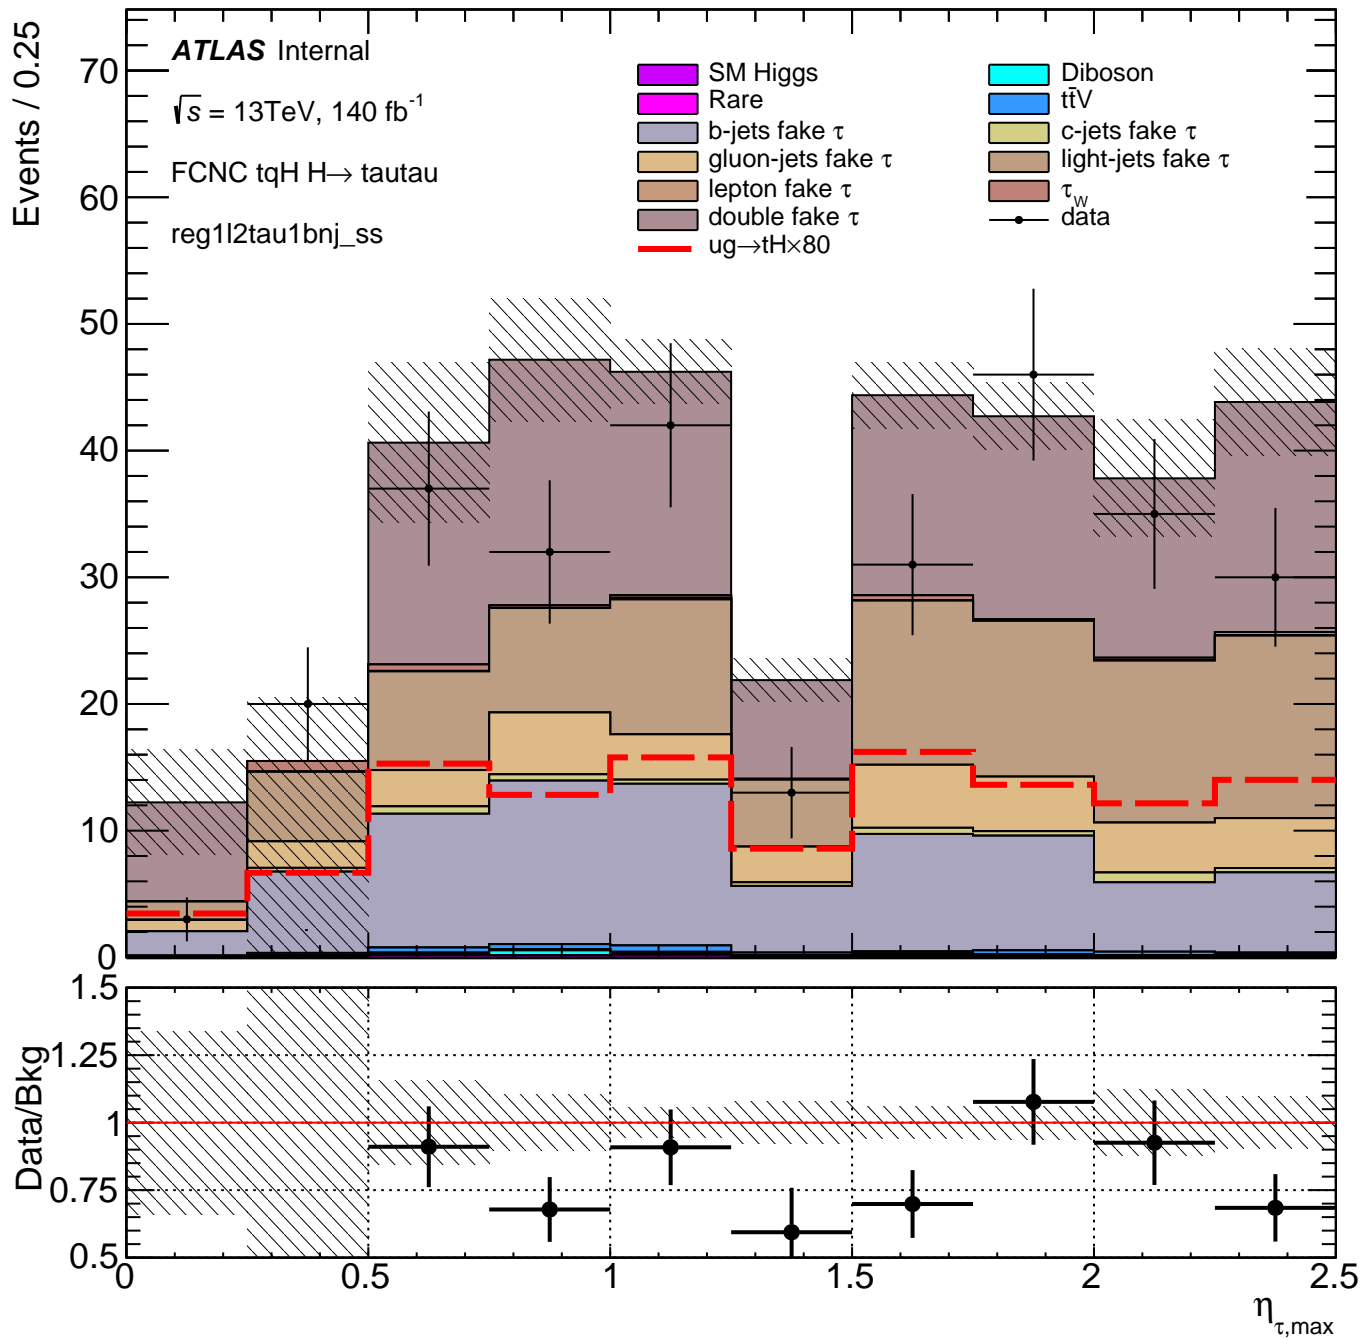 Events / 0.25
70
60
50
40
30
20
10
0
ATLAS Internal
√s = 13TeV, 140 fb⁻¹
FCNC tqH H→ tautau
reg1l2tau1bnj_ss
SM Higgs
Rare
b-jets fake τ
gluon-jets fake τ
lepton fake τ
double fake τ
ug→tH×80
Diboson
tt̄V
c-jets fake τ
light-jets fake τ
τ_W
data
Data/Bkg
1.5
1.25
1
0.75
0.5
0 0.5 1 1.5 2 2.5
η_τ,max